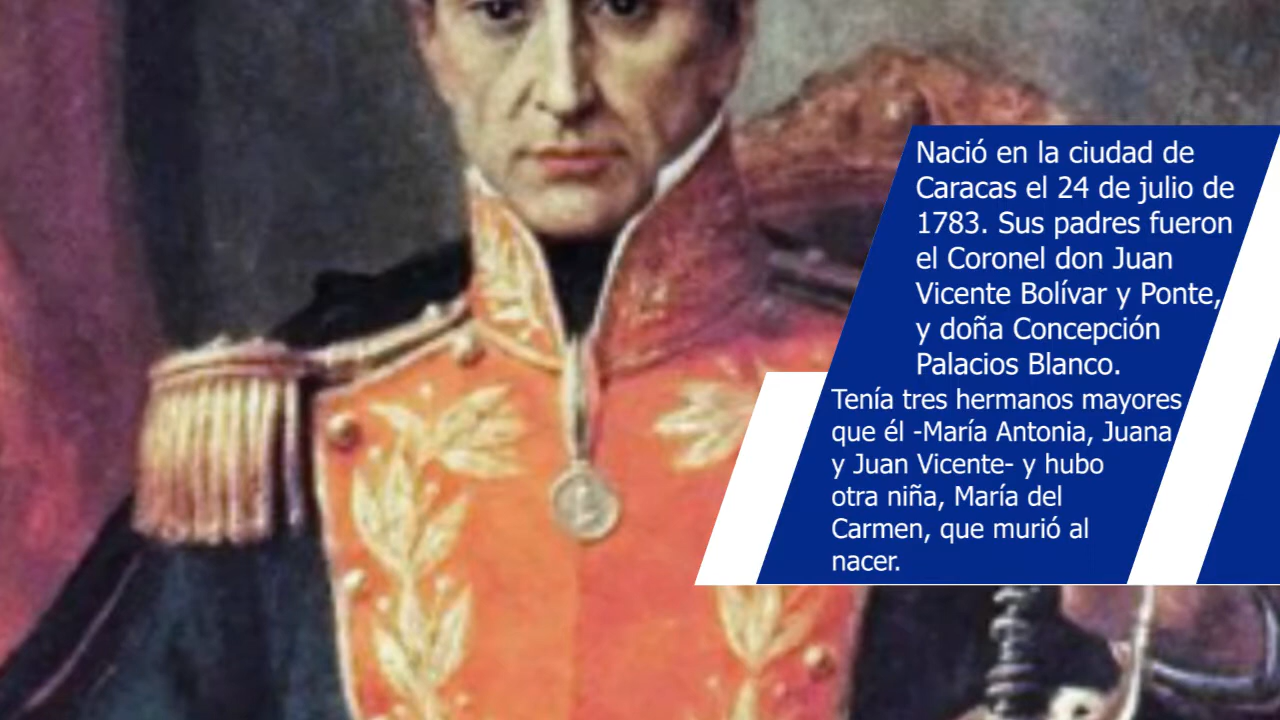 Nació en la ciudad de
Caracas el 24 de julio de
1783. Sus padres fueron
el Coronel don Juan
Vicente Bolívar y Ponte,
y doña Concepción
Palacios Blanco.
Tenía tres hermanos mayores
que él -María Antonia, Juana
y Juan Vicente- y hubo
otra niña, María del
Carmen, que murió al
nacer.